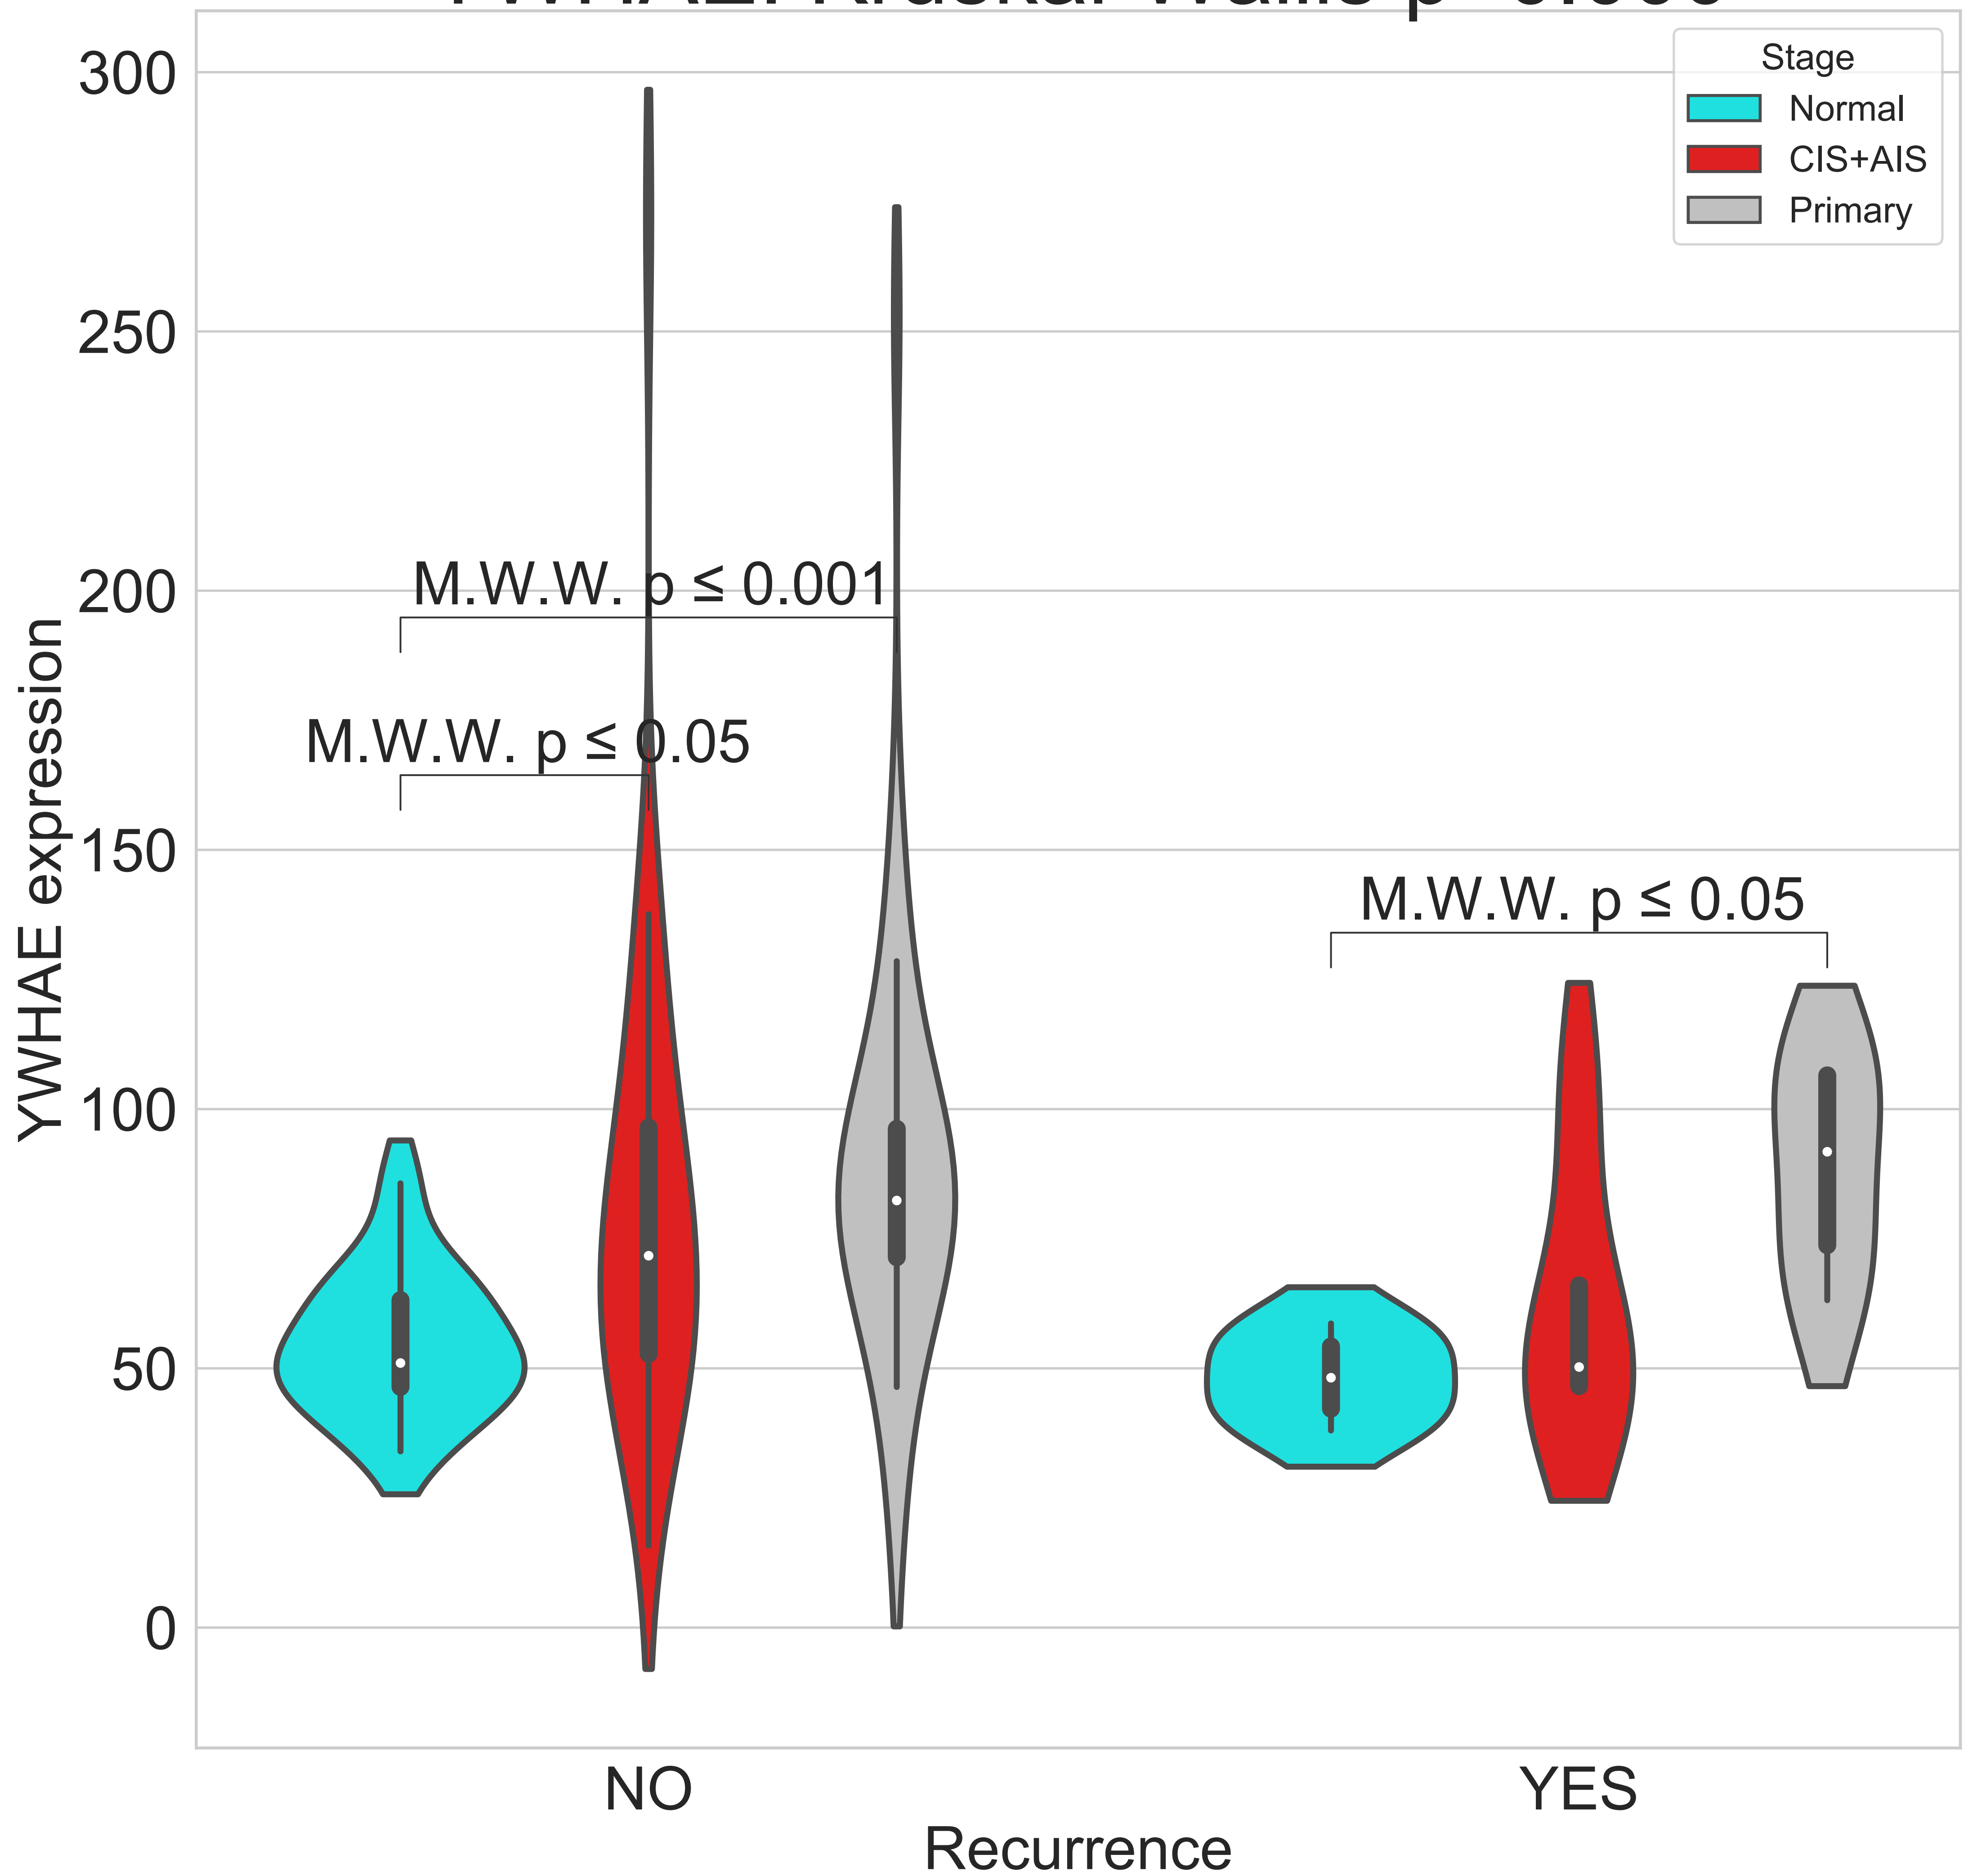 Stage
Normal
CIS+AIS
Primary
300
250
200
150
100
50
0
YWHAE expression
M.W.W. p ≤ 0.001
M.W.W. p ≤ 0.05
M.W.W. p ≤ 0.05
NO
YES
Recurrence